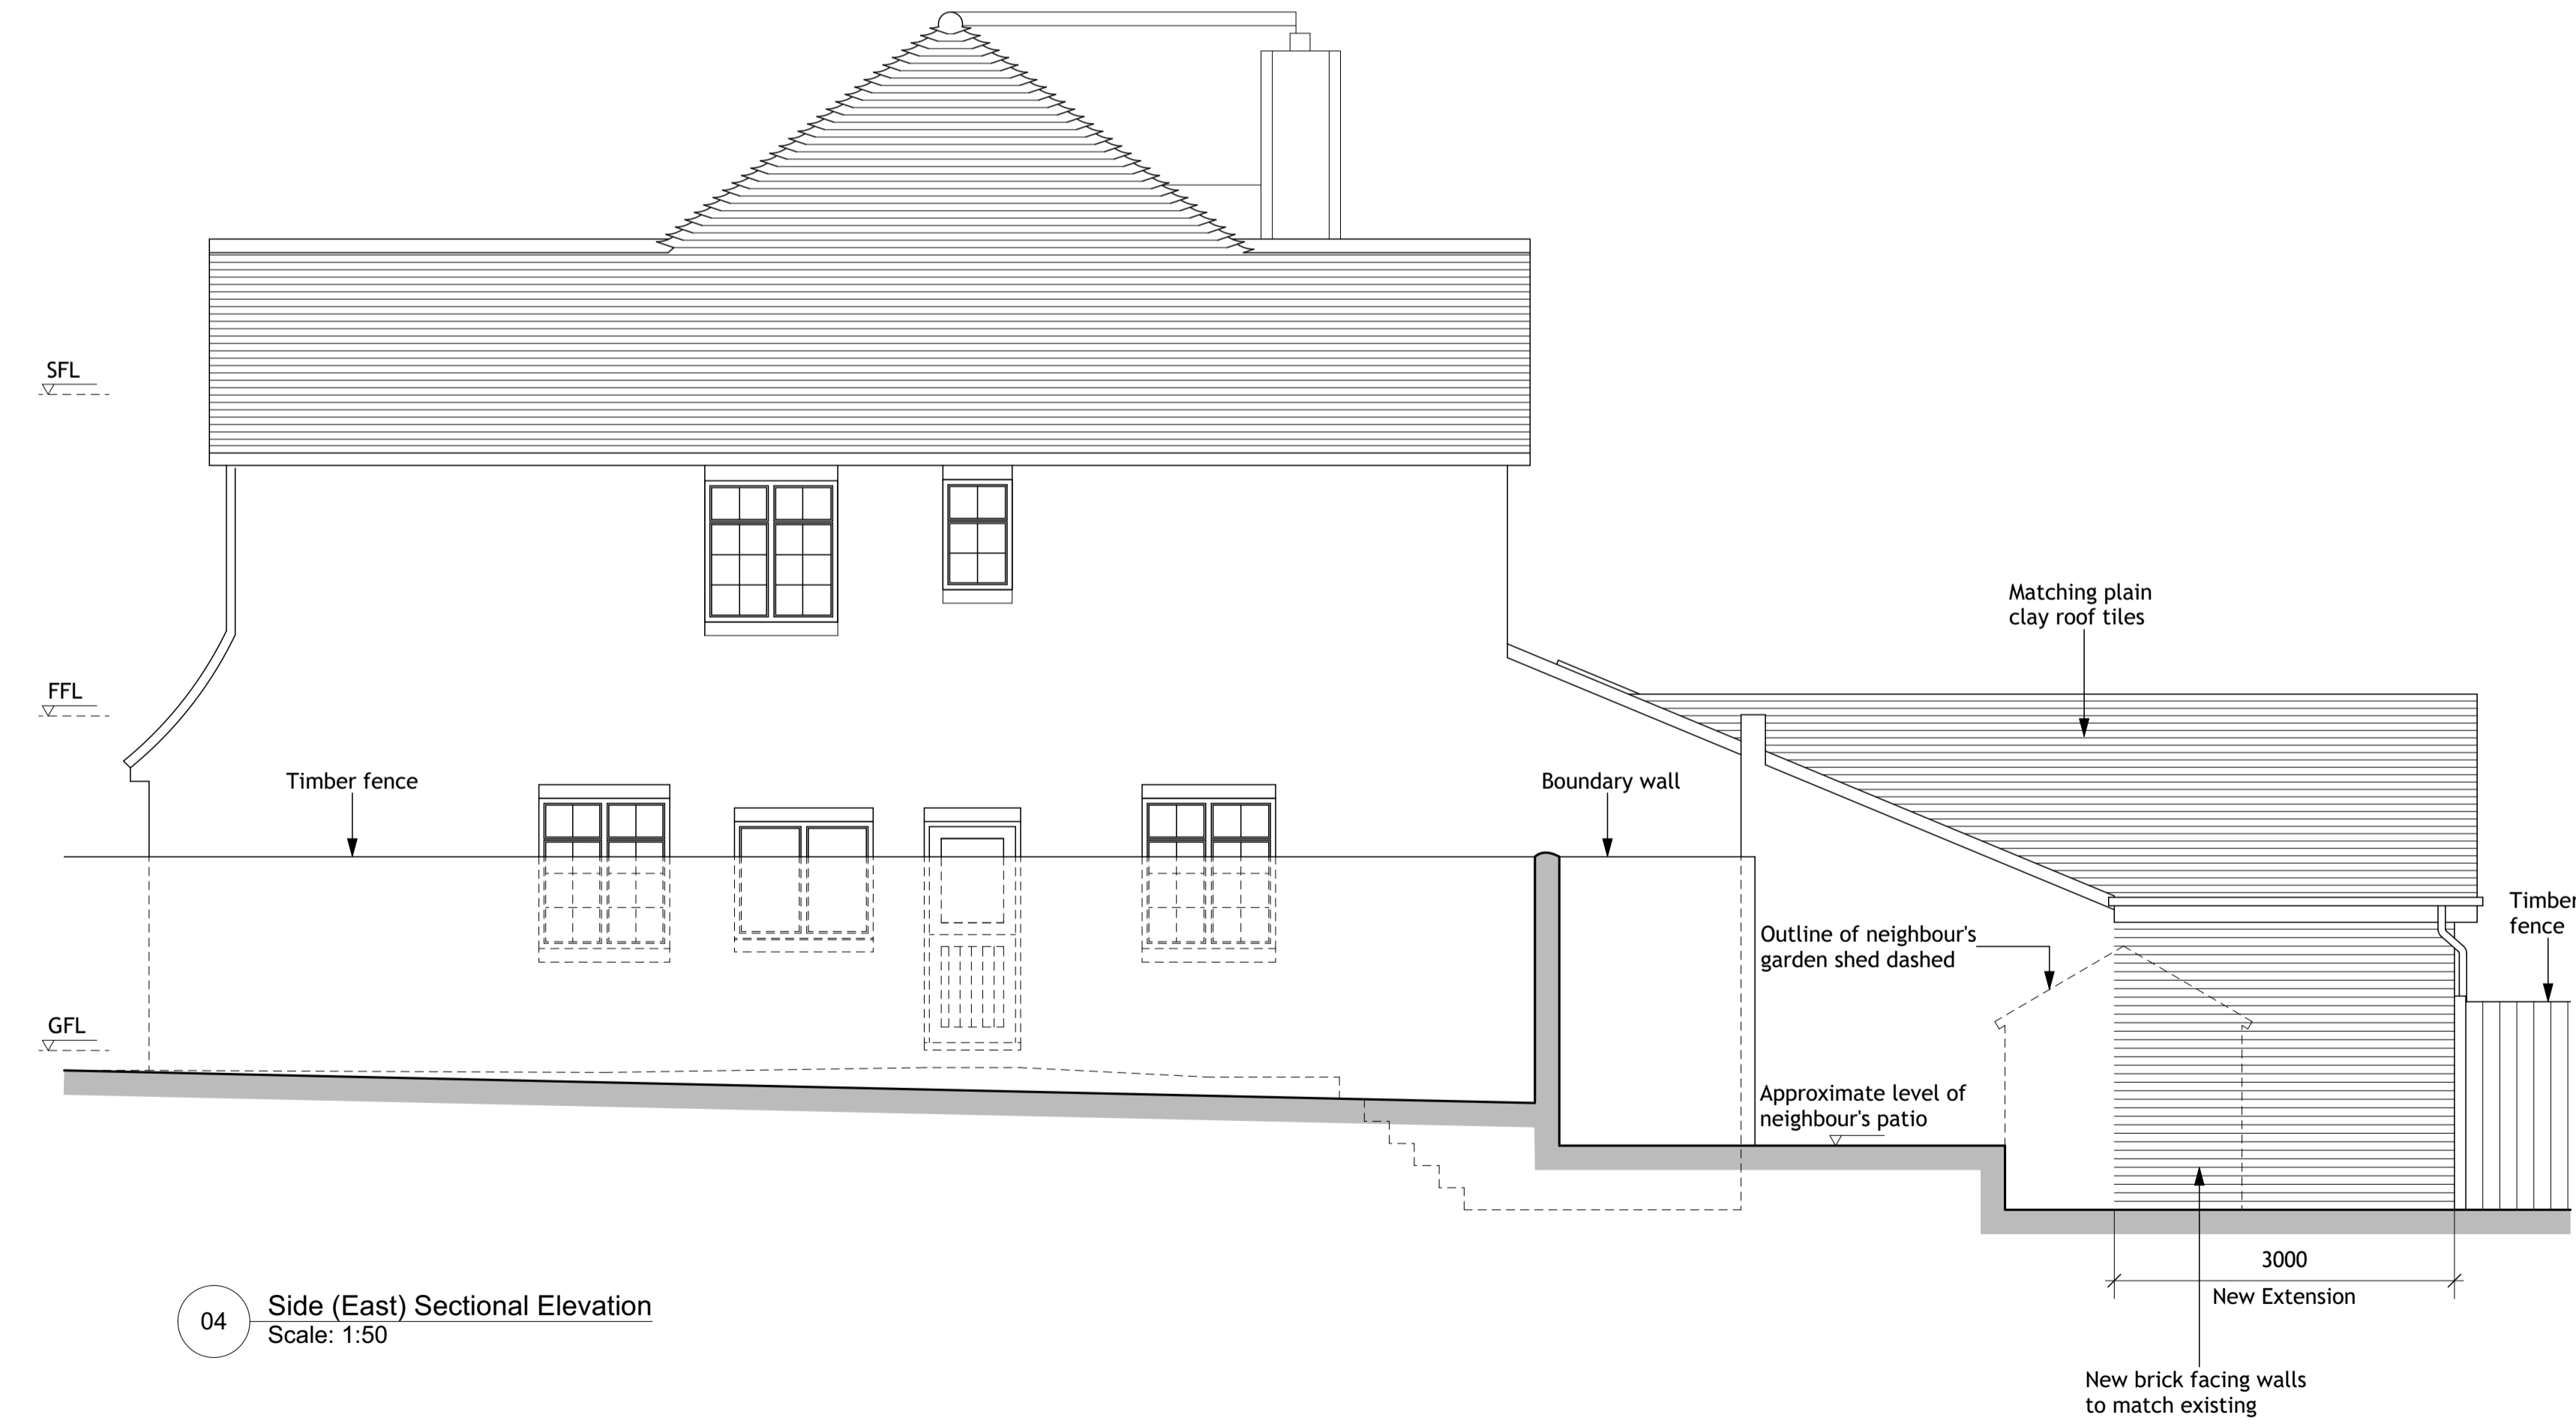 SFL
Matching plain
clay roof tiles
FFL
Timber fence
Boundary wall
Timber
fence
Outline of neighbour's
garden shed dashed
GFL
Approximate level of
neighbour's patio
3000
New Extension
04
Side (East) Sectional Elevation
Scale: 1:50
New brick facing walls
to match existing